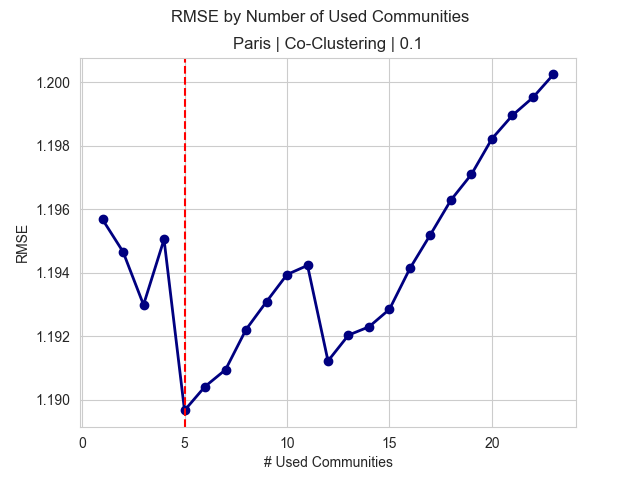 RMSE by Number of Used Communities
Paris | Co-Clustering | 0.1
1.200
1.198
1.196
1.194
1.192
1.190
RMSE
0 5 10 15 20
# Used Communities